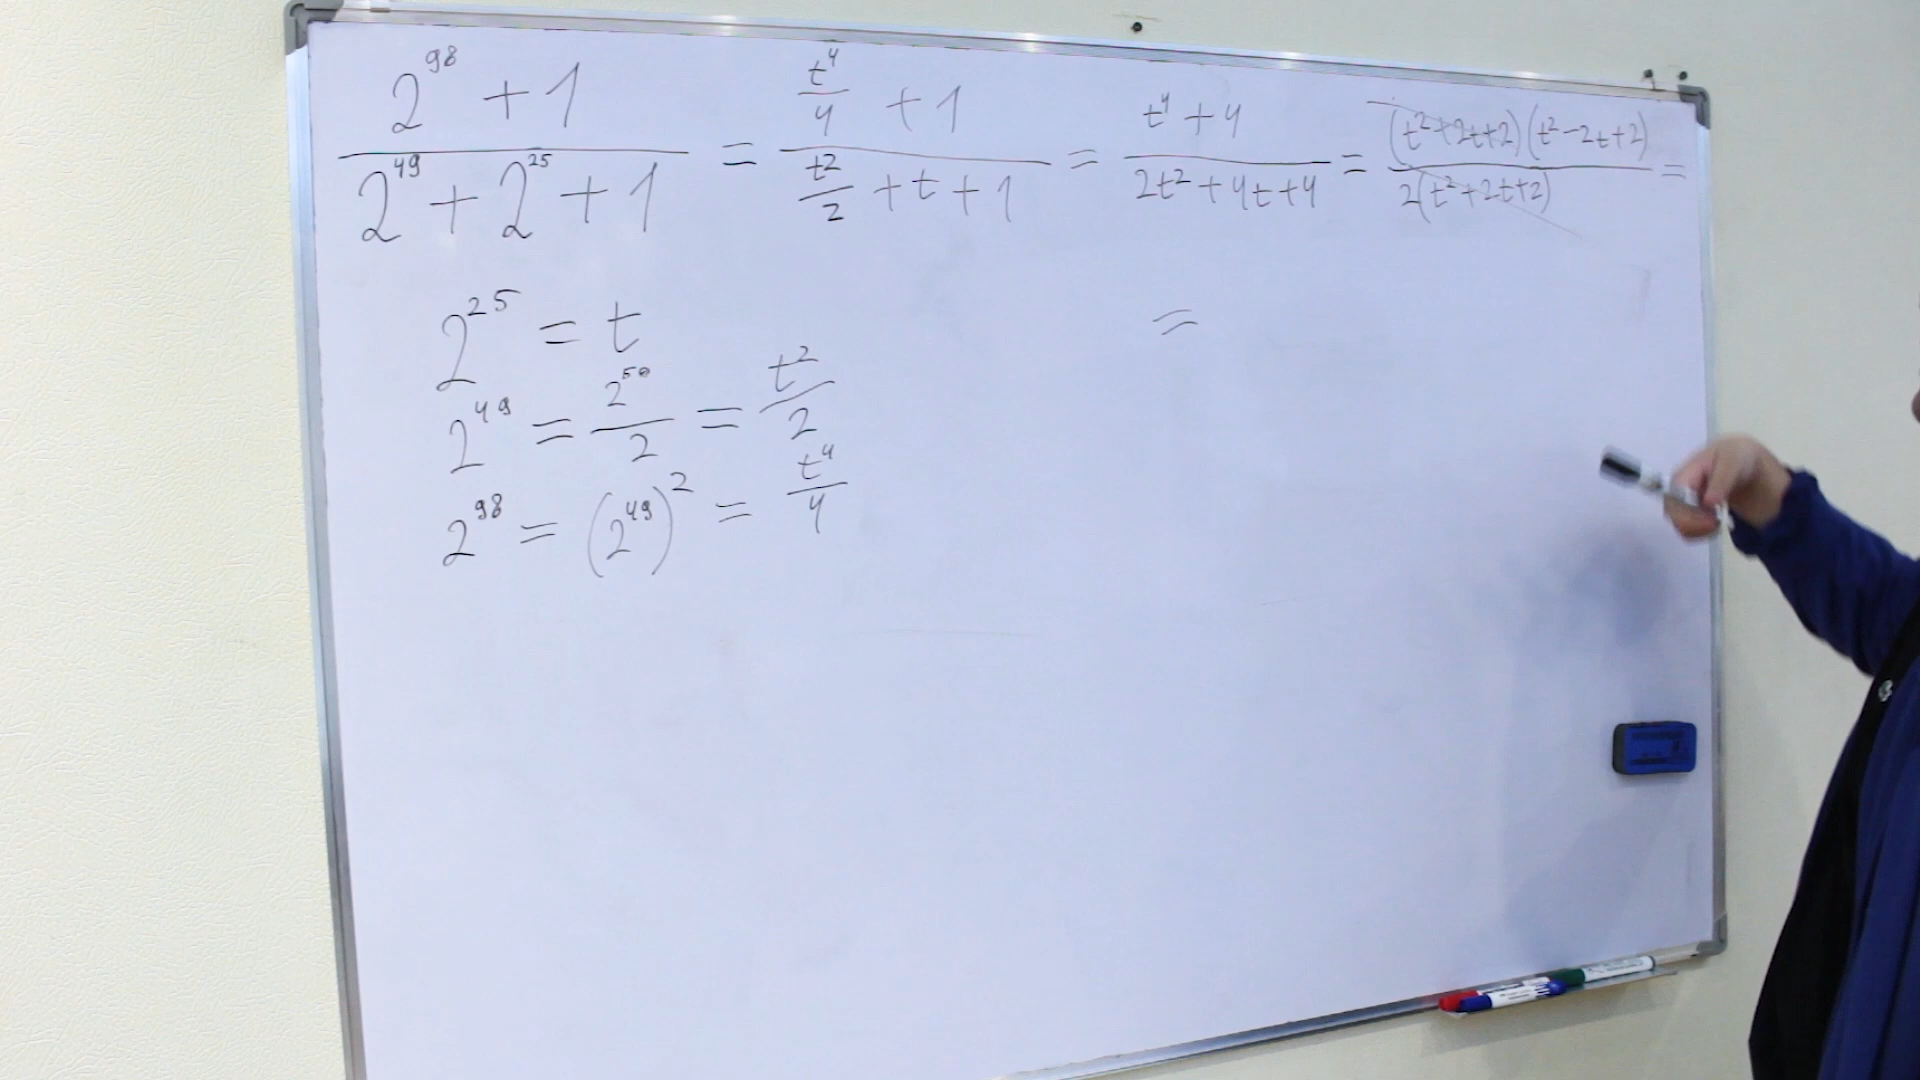 (2^98 + 1)/(2^49 + 2^25 + 1) = (t^4/4 + 1)/(t^2/2 + t + 1) = (t^4 + 4)/(2t^2 + 4t + 4) = ((t^2 + 2t + 2)(t^2 - 2t + 2))/(2(t^2 + 2t + 2)) =
=
2^25 = t
2^49 = 2^50/2 = t^2/2
2^98 = (2^49)^2 = t^4/4